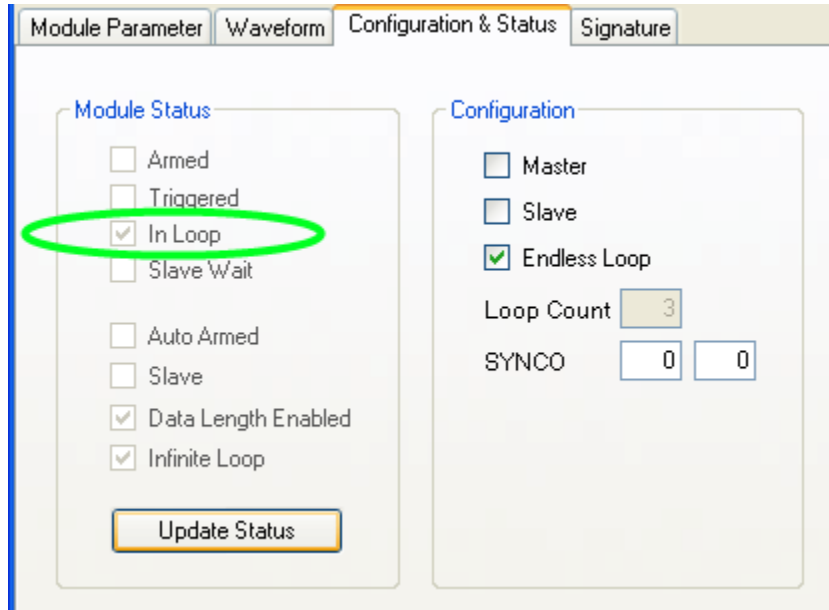 Module Parameter Waveform Configuration & Status Signature
Module Status
Armed
Triggered
In Loop
Slave Wait
Auto Armed
Slave
Data Length Enabled
Infinite Loop
Update Status
Configuration
Master
Slave
Endless Loop
Loop Count 3
SYNCO 0 0